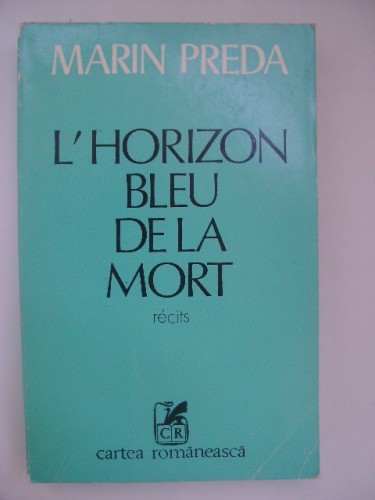 MARIN PREDA
L'HORIZON
BLEU
DE LA
MORT
récits
CR
cartea românească